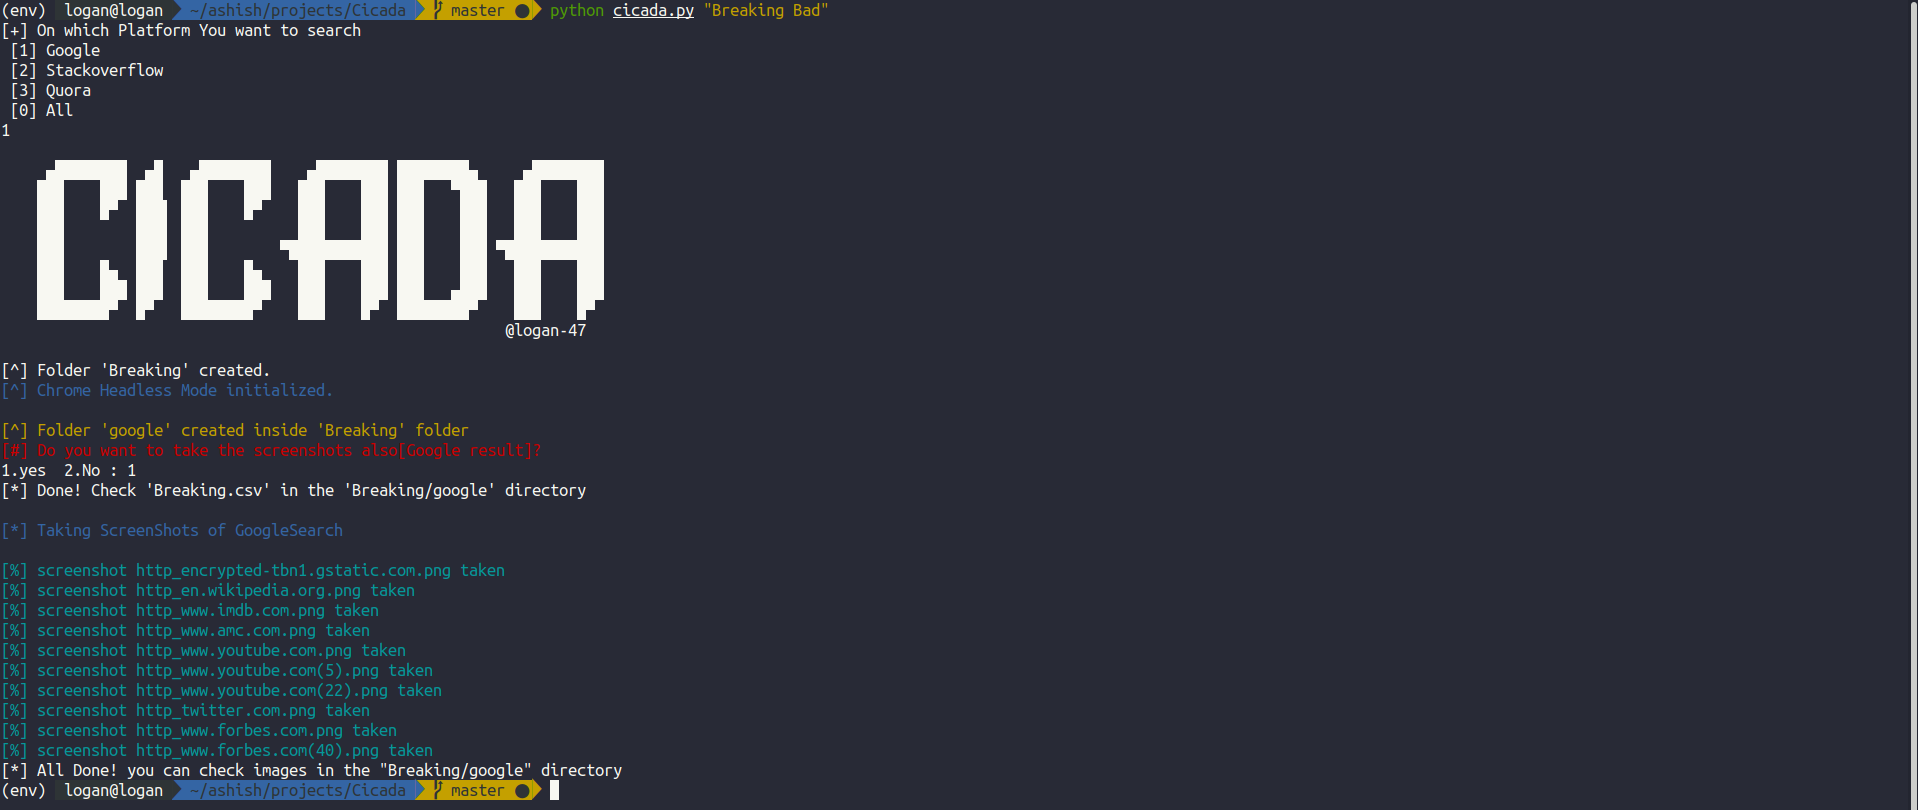 (env) logan@logan ~/ashish/projects/Cicada master ● python cicada.py "Breaking Bad"
[+] On which Platform You want to search
[1] Google
[2] Stackoverflow
[3] Quora
[0] All
1
CICADA
@logan-47
[^] Folder 'Breaking' created.
[^] Chrome Headless Mode initialized.
[^] Folder 'google' created inside 'Breaking' folder
[#] Do you want to take the screenshots also[Google result]?
1.yes  2.No : 1
[*] Done! Check 'Breaking.csv' in the 'Breaking/google' directory
[*] Taking ScreenShots of GoogleSearch
[%] screenshot http_encrypted-tbn1.gstatic.com.png taken
[%] screenshot http_en.wikipedia.org.png taken
[%] screenshot http_www.imdb.com.png taken
[%] screenshot http_www.amc.com.png taken
[%] screenshot http_www.youtube.com.png taken
[%] screenshot http_www.youtube.com(5).png taken
[%] screenshot http_www.youtube.com(22).png taken
[%] screenshot http_twitter.com.png taken
[%] screenshot http_www.forbes.com.png taken
[%] screenshot http_www.forbes.com(40).png taken
[*] All Done! you can check images in the "Breaking/google" directory
(env) logan@logan ~/ashish/projects/Cicada master ●